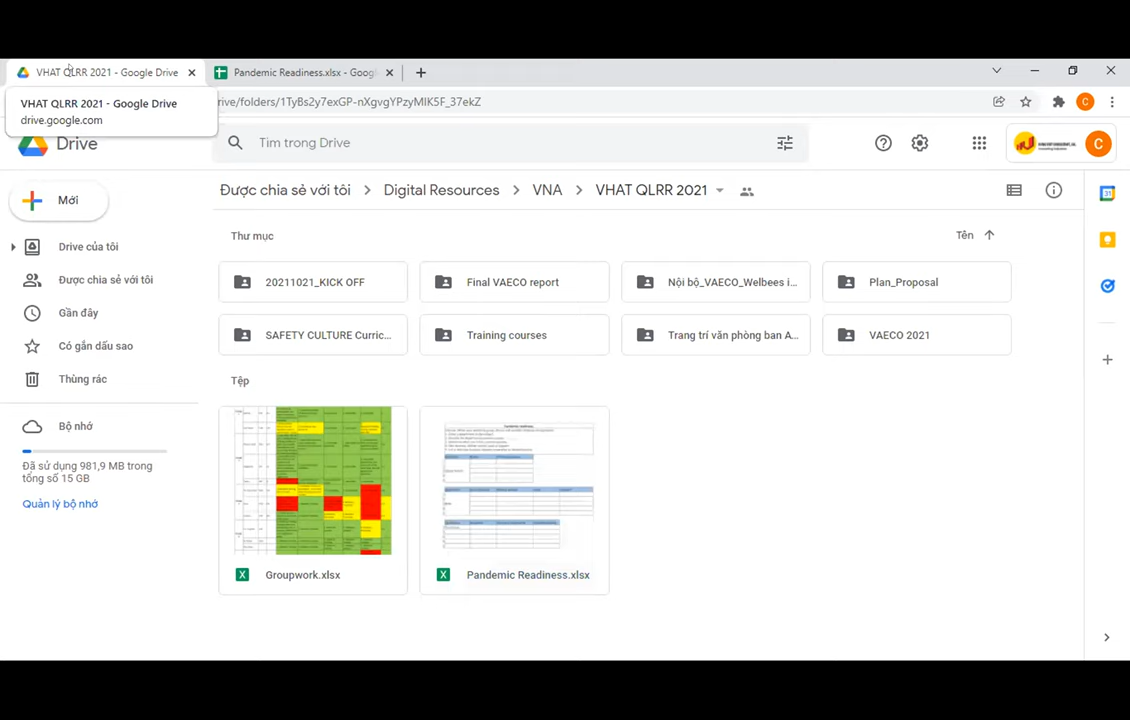 VHAT QLRR 2021 - Google Drive
Pandemic Readiness.xlsx - Goog
VHAT QLRR 2021 - Google Drive
drive.google.com
rive/folders/1TyBs2y7exGP-nXgvgYPzyMIK5F_37ekZ
Drive
Tìm trong Drive
C
Mới
Được chia sẻ với tôi > Digital Resources > VNA > VHAT QLRR 2021
Drive của tôi
Được chia sẻ với tôi
Gần đây
Có gắn dấu sao
Thùng rác
Bộ nhớ
Đã sử dụng 981,9 MB trong
tổng số 15 GB
Quản lý bộ nhớ
Thư mục
Tên
20211021_KICK OFF
Final VAECO report
Nội bộ_VAECO_Welbees i...
Plan_Proposal
SAFETY CULTURE Curric...
Training courses
Trang trí văn phòng ban A...
VAECO 2021
Tệp
Groupwork.xlsx
Pandemic Readiness.xlsx